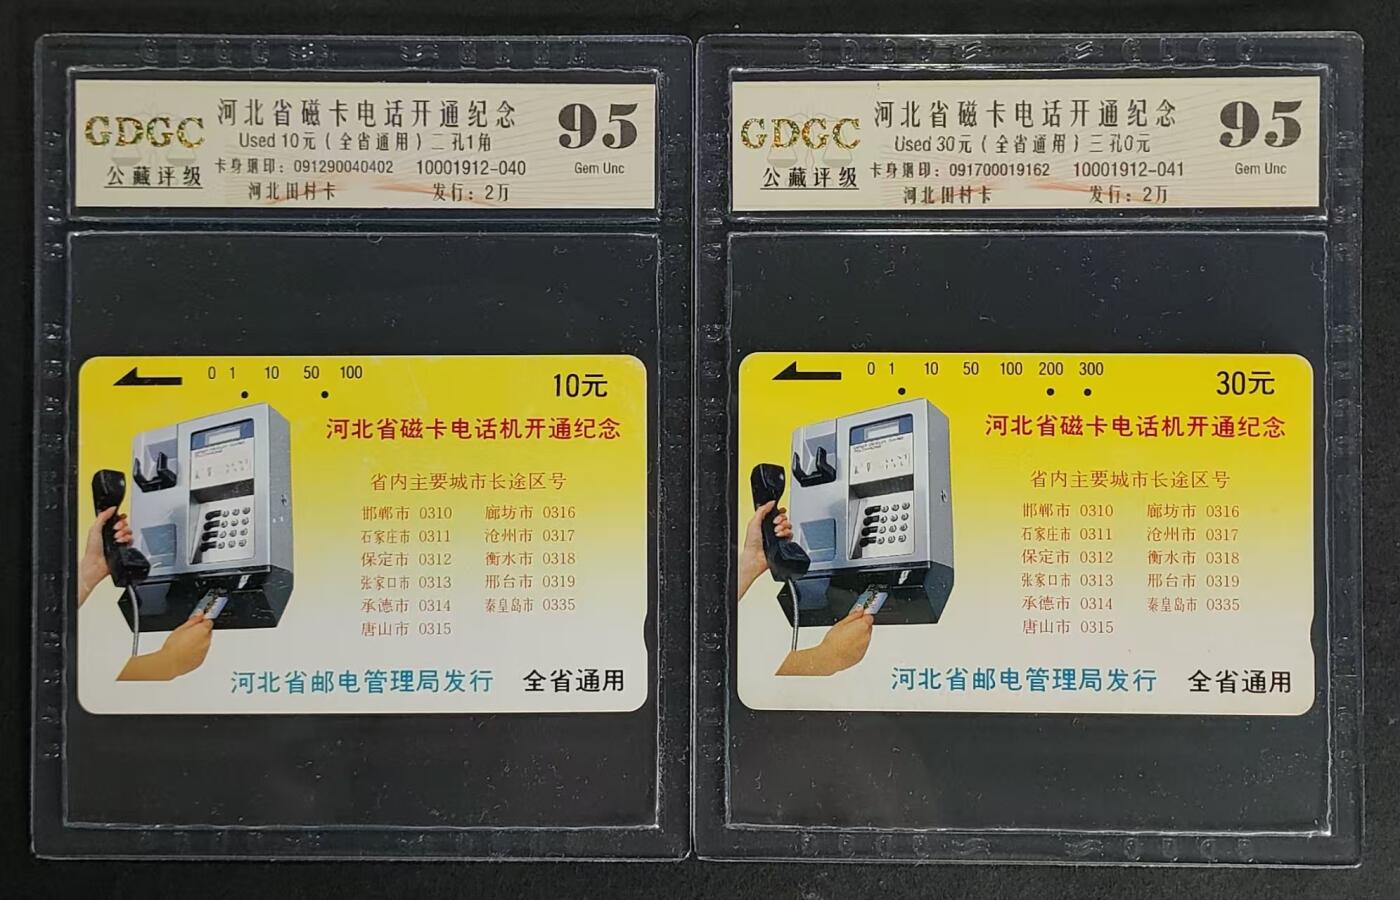 GDGC
公藏评级
河北省磁卡电话开通纪念
Used 10元（全省通用）二孔1角
卡身钢印：091290040402 10001912-040
河北田村卡 发行：2万
95
Gem Unc
0 1 10 50 100
10元
河北省磁卡电话机开通纪念
省内主要城市长途区号
邯郸市 0310 廊坊市 0316
石家庄市 0311 沧州市 0317
保定市 0312 衡水市 0318
张家口市 0313 邢台市 0319
承德市 0314 秦皇岛市 0335
唐山市 0315
河北省邮电管理局发行 全省通用
GDGC
公藏评级
河北省磁卡电话开通纪念
Used 30元（全省通用）三孔0元
卡身钢印：091700019162 10001912-041
河北田村卡 发行：2万
95
Gem Unc
0 1 10 50 100 200 300
30元
河北省磁卡电话机开通纪念
省内主要城市长途区号
邯郸市 0310 廊坊市 0316
石家庄市 0311 沧州市 0317
保定市 0312 衡水市 0318
张家口市 0313 邢台市 0319
承德市 0314 秦皇岛市 0335
唐山市 0315
河北省邮电管理局发行 全省通用